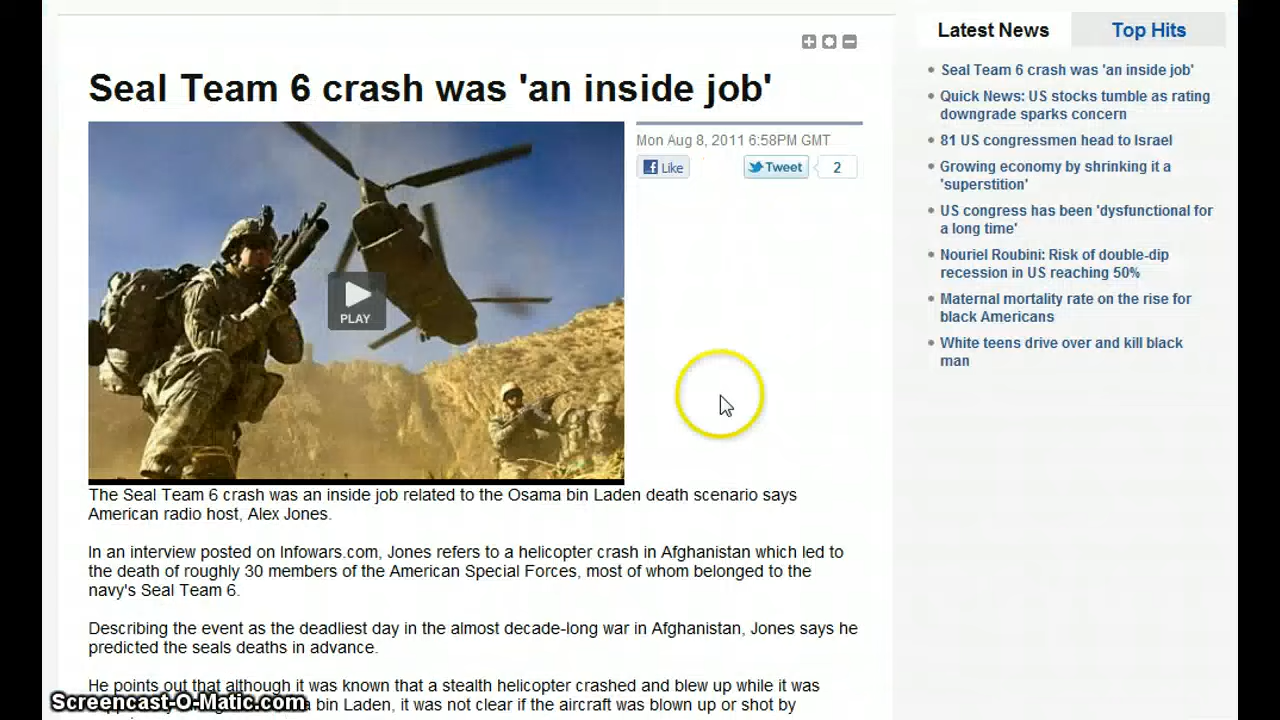 Latest News
Top Hits
Seal Team 6 crash was 'an inside job'
Mon Aug 8, 2011 6:58PM GMT
Like
Tweet
2
PLAY
Seal Team 6 crash was 'an inside job'
Quick News: US stocks tumble as rating
downgrade sparks concern
81 US congressmen head to Israel
Growing economy by shrinking it a
'superstition'
US congress has been 'dysfunctional for
a long time'
Nouriel Roubini: Risk of double-dip
recession in US reaching 50%
Maternal mortality rate on the rise for
black Americans
White teens drive over and kill black
man
The Seal Team 6 crash was an inside job related to the Osama bin Laden death scenario says
American radio host, Alex Jones.
In an interview posted on Infowars.com, Jones refers to a helicopter crash in Afghanistan which led to
the death of roughly 30 members of the American Special Forces, most of whom belonged to the
navy's Seal Team 6.
Describing the event as the deadliest day in the almost decade-long war in Afghanistan, Jones says he
predicted the seals deaths in advance.
He points out that although it was known that a stealth helicopter crashed and blew up while it was
bin Laden, it was not clear if the aircraft was blown up or shot by
Screencast-O-Matic.com